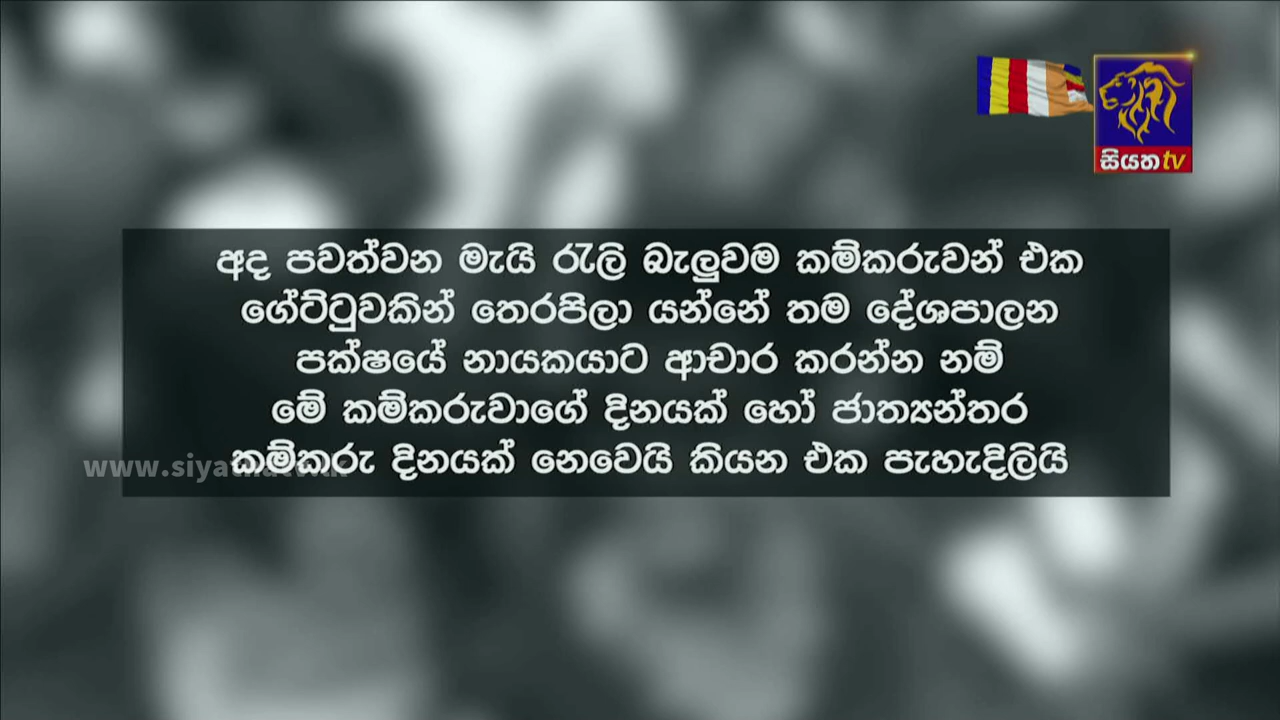 සියත tv
අද පවත්වන මැයි රැලි බැලුවම කම්කරුවන් එක
ගේට්ටුවකින් තෙරපිලා යන්නේ තම දේශපාලන
පක්ෂයේ නායකයාට ආචාර කරන්න නම්
මේ කම්කරුවාගේ දිනයක් හෝ ජාත්‍යන්තර
කම්කරු දිනයක් නෙවෙයි කියන එක පැහැදිලියි